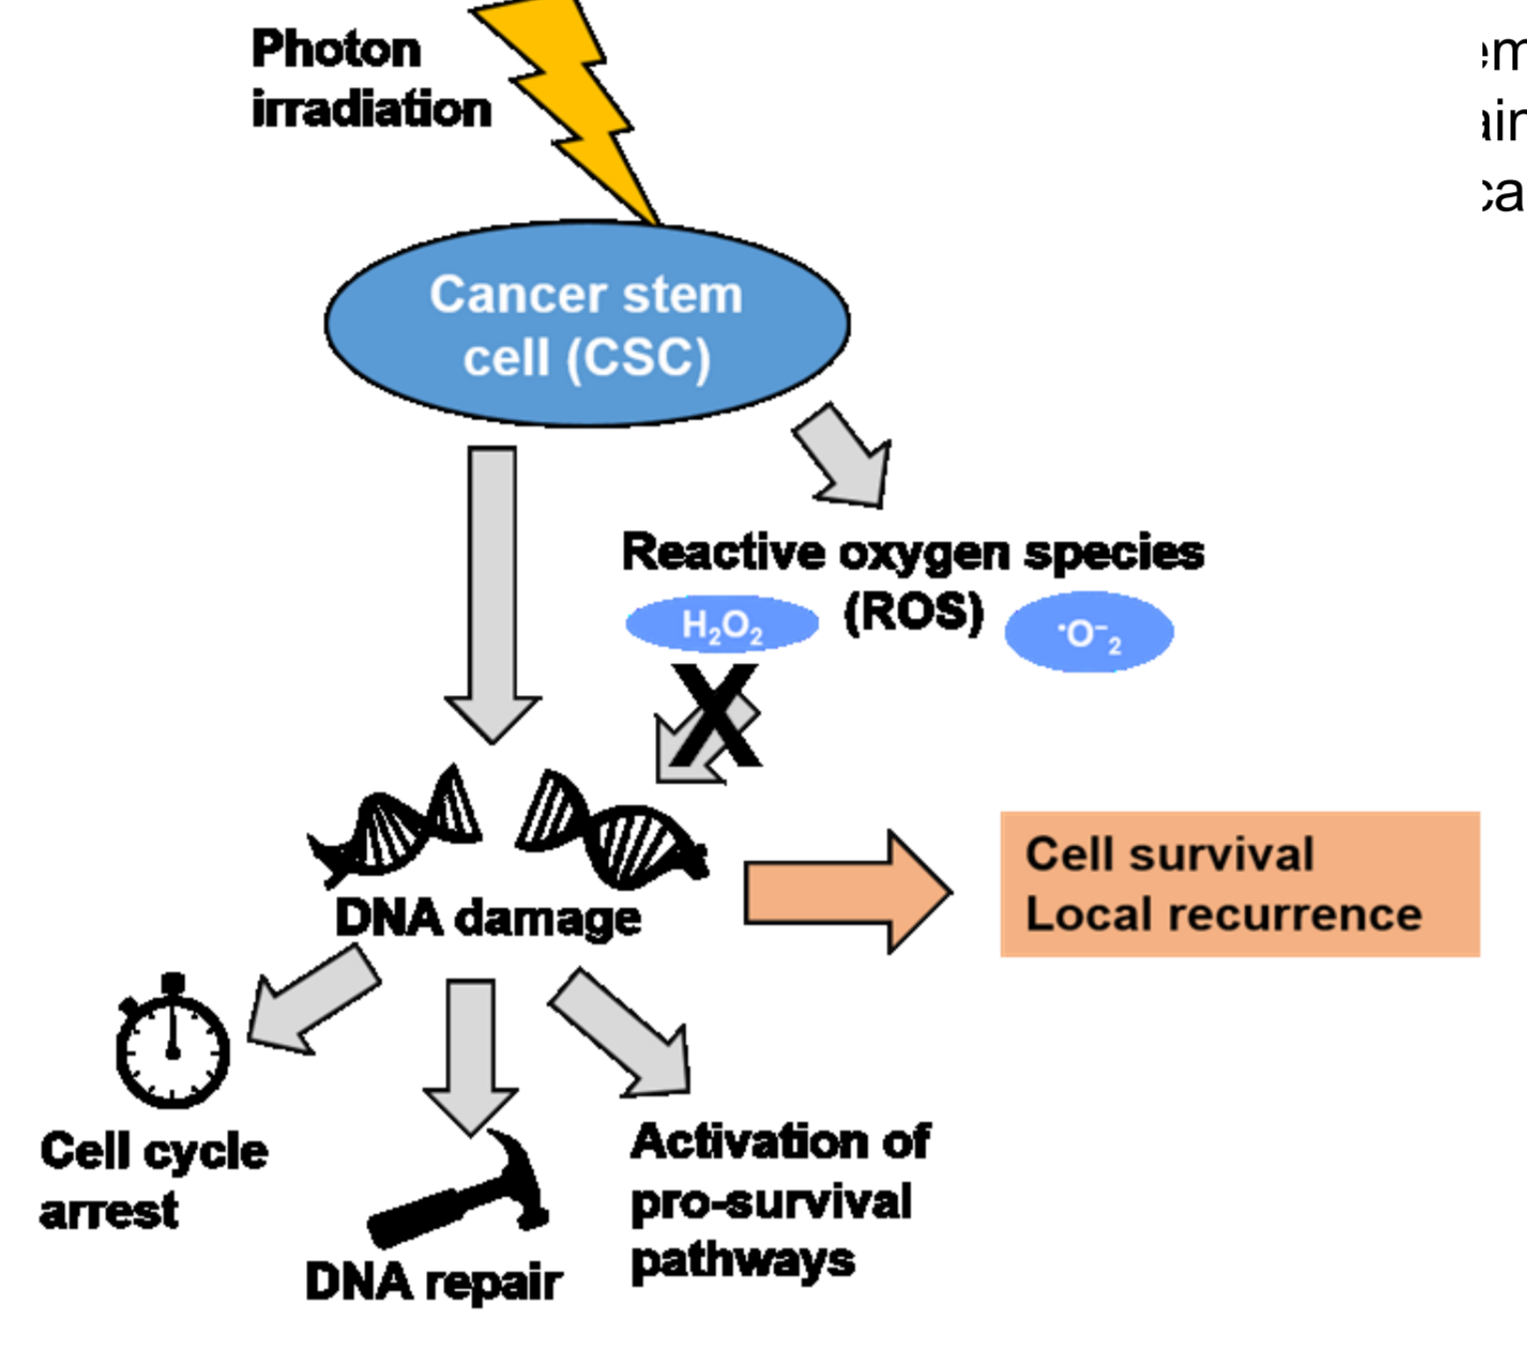 Photon
irradiation
Cancer stem
cell (CSC)
Reactive oxygen species
(ROS)
H₂O₂
•O⁻₂
X
DNA damage
Cell survival
Local recurrence
Cell cycle
arrest
DNA repair
Activation of
pro-survival
pathways